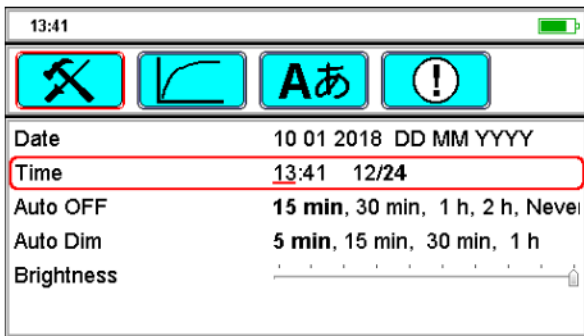 13:41
Aあ
Date 10 01 2018 DD MM YYYY
Time 13:41 12/24
Auto OFF 15 min, 30 min, 1 h, 2 h, Never
Auto Dim 5 min, 15 min, 30 min, 1 h
Brightness